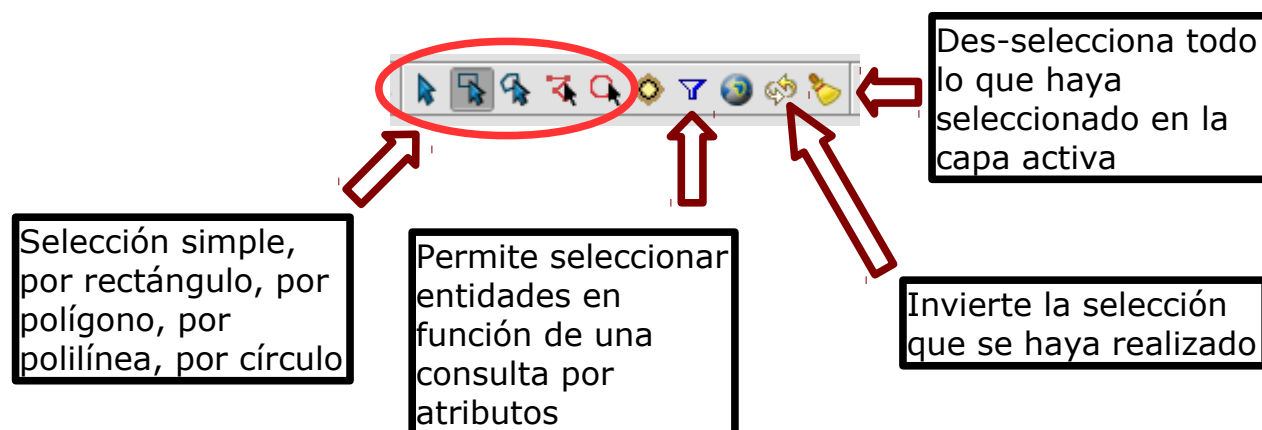 Des-selecciona todo
lo que haya
seleccionado en la
capa activa
Selección simple,
por rectángulo, por
polígono, por
polilínea, por círculo
Permite seleccionar
entidades en
función de una
consulta por
atributos
Invierte la selección
que se haya realizado